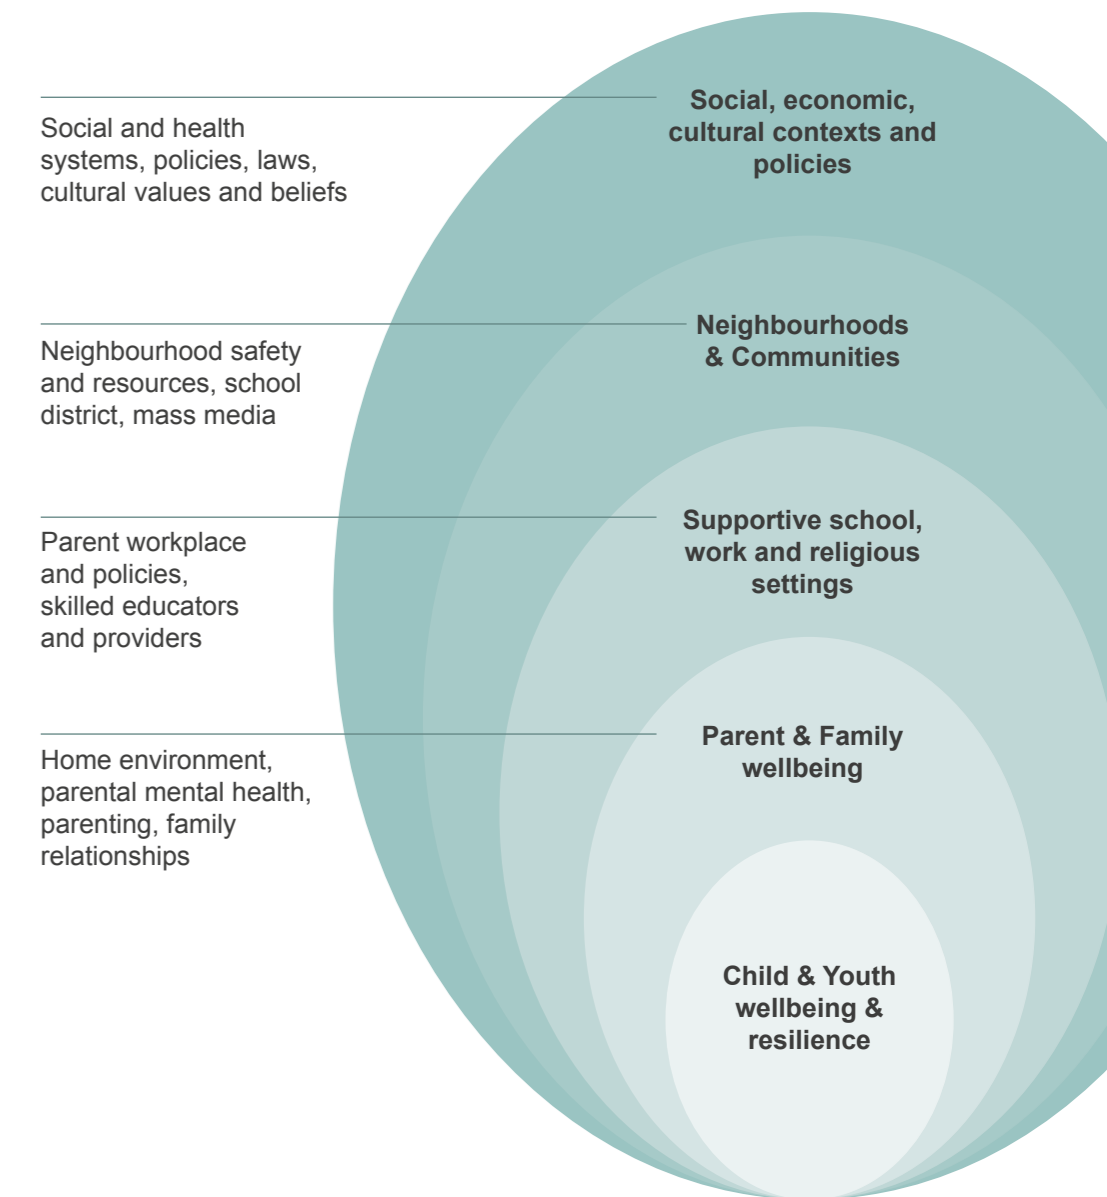 Social, economic,
cultural contexts and
policies
Social and health
systems, policies, laws,
cultural values and beliefs
Neighbourhoods
& Communities
Neighbourhood safety
and resources, school
district, mass media
Supportive school,
work and religious
settings
Parent workplace
and policies,
skilled educators
and providers
Parent & Family
wellbeing
Home environment,
parental mental health,
parenting, family
relationships
Child & Youth
wellbeing &
resilience